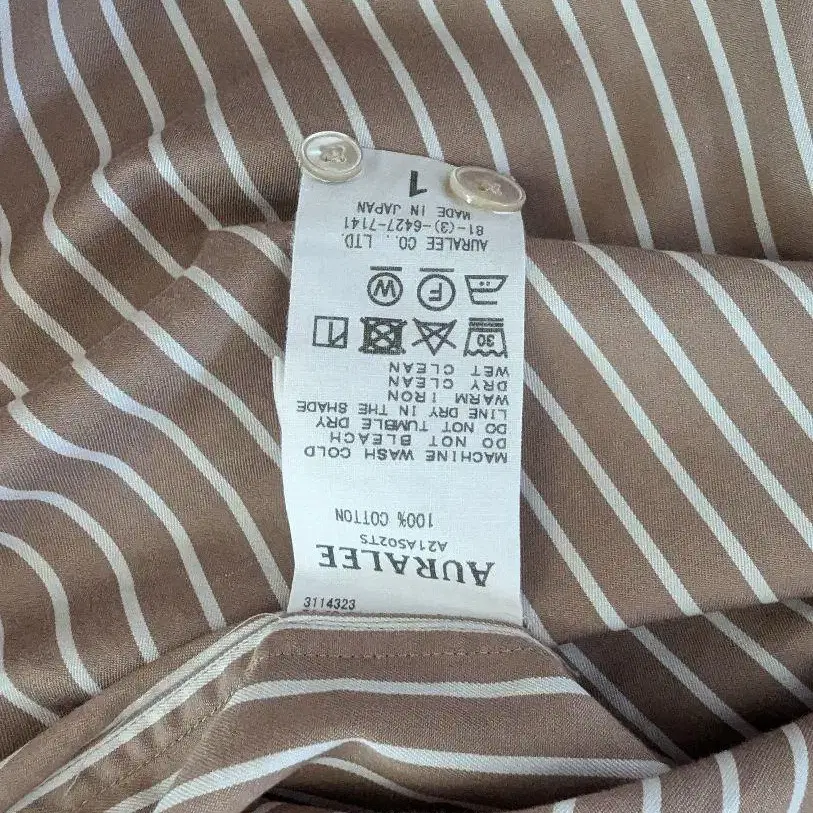 3114323
AURALEE
A21AS02TS
100% COTTON
MACHINE WASH COLD
DO NOT BLEACH
DO NOT TUMBLE DRY
LINE DRY IN THE SHADE
WARM IRON
DRY CLEAN
WET CLEAN
30
F
W
AURALEE CO., LTD.
81-(3)-6427-7141
MADE IN JAPAN
1